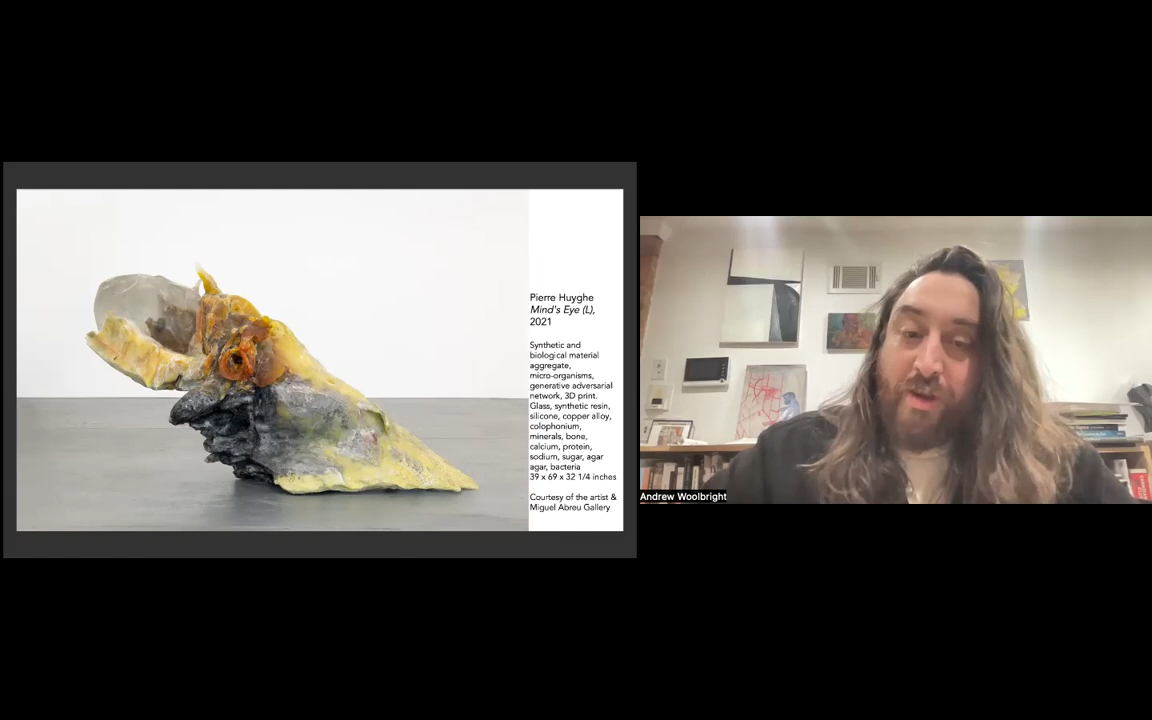 Pierre Huyghe
Mind's Eye (L),
2021
Synthetic and
biological material
aggregate,
micro-organisms,
generative adversarial
network, 3D print.
Glass, synthetic resin,
silicone, copper alloy,
colophonium,
minerals, bone,
calcium, protein,
sodium, sugar, agar
agar, bacteria
39 x 69 x 32 1/4 inches
Courtesy of the artist &
Miguel Abreu Gallery
Andrew Woolbright